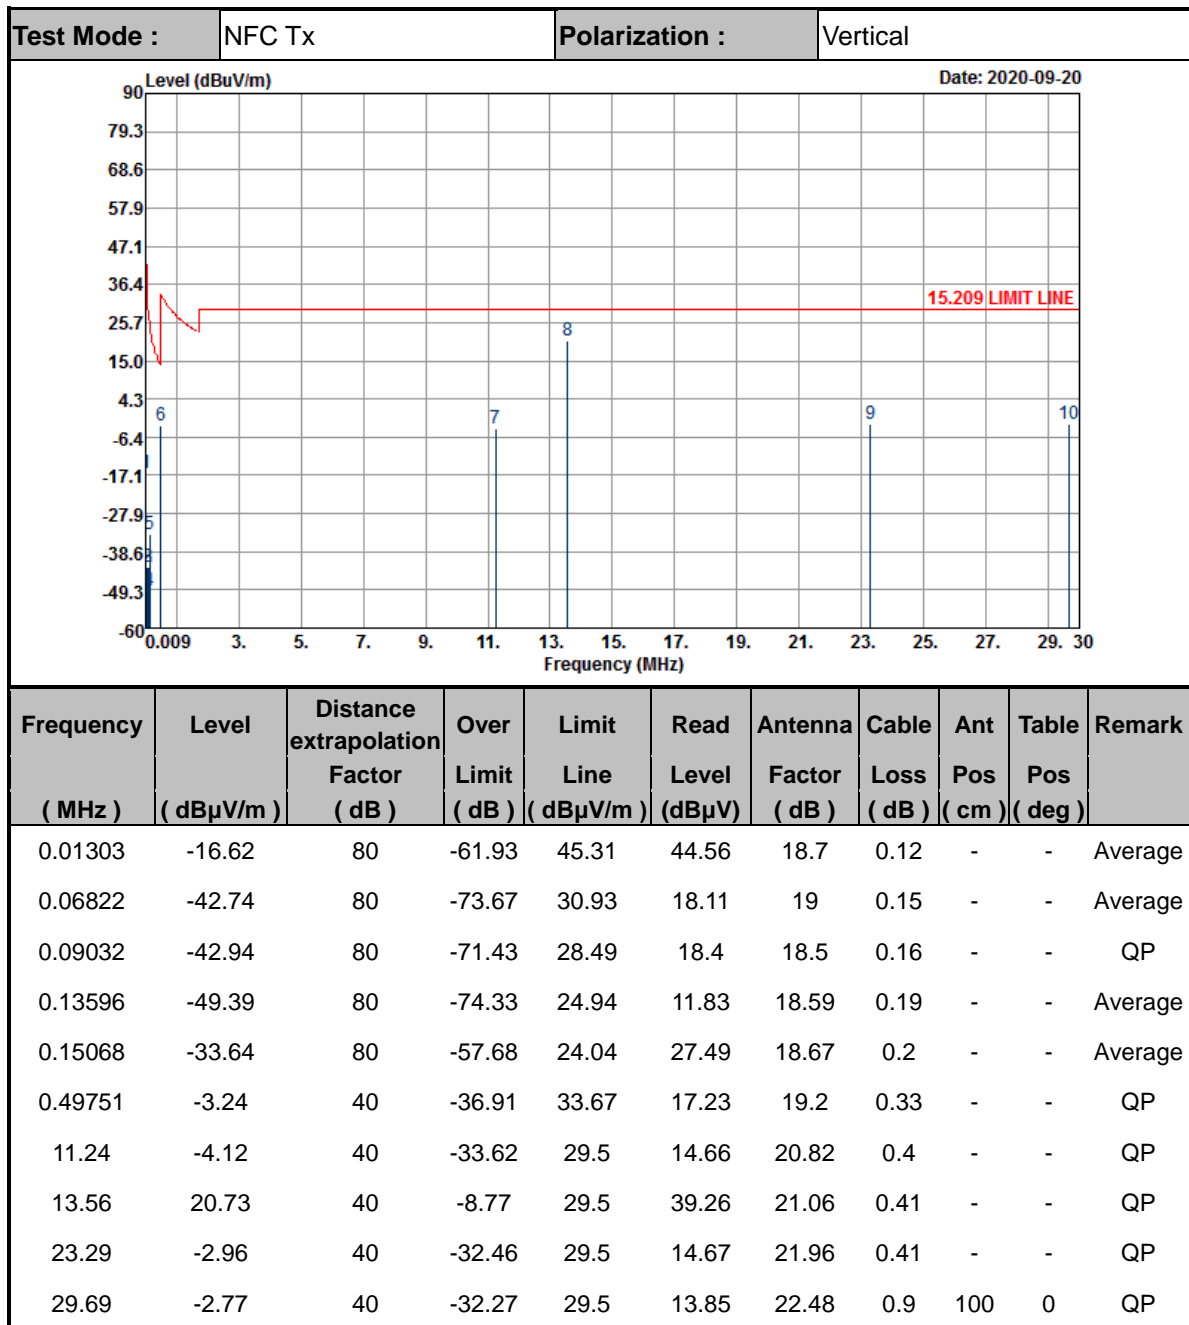 Test Mode : NFC Tx Polarization : Vertical
Level (dBuV/m) Date: 2020-09-20
90
79.3
68.6
57.9
47.1
36.4
15.209 LIMIT LINE
25.7
8
15.0
4.3
6 7 9 10
-6.4
-17.1
-27.9
5
-38.6
-49.3
-60
0.009 3. 5. 7. 9. 11. 13. 15. 17. 19. 21. 23. 25. 27. 29. 30
Frequency (MHz)
Frequency Level Distance extrapolation Over Limit Read Antenna Cable Ant Table Remark
Factor Limit Line Level Factor Loss Pos Pos
( MHz ) ( dBµV/m ) ( dB ) ( dB ) ( dBµV/m ) (dBµV) ( dB ) ( dB ) ( cm ) ( deg )
0.01303 -16.62 80 -61.93 45.31 44.56 18.7 0.12 - - Average
0.06822 -42.74 80 -73.67 30.93 18.11 19 0.15 - - Average
0.09032 -42.94 80 -71.43 28.49 18.4 18.5 0.16 - - QP
0.13596 -49.39 80 -74.33 24.94 11.83 18.59 0.19 - - Average
0.15068 -33.64 80 -57.68 24.04 27.49 18.67 0.2 - - Average
0.49751 -3.24 40 -36.91 33.67 17.23 19.2 0.33 - - QP
11.24 -4.12 40 -33.62 29.5 14.66 20.82 0.4 - - QP
13.56 20.73 40 -8.77 29.5 39.26 21.06 0.41 - - QP
23.29 -2.96 40 -32.46 29.5 14.67 21.96 0.41 - - QP
29.69 -2.77 40 -32.27 29.5 13.85 22.48 0.9 100 0 QP